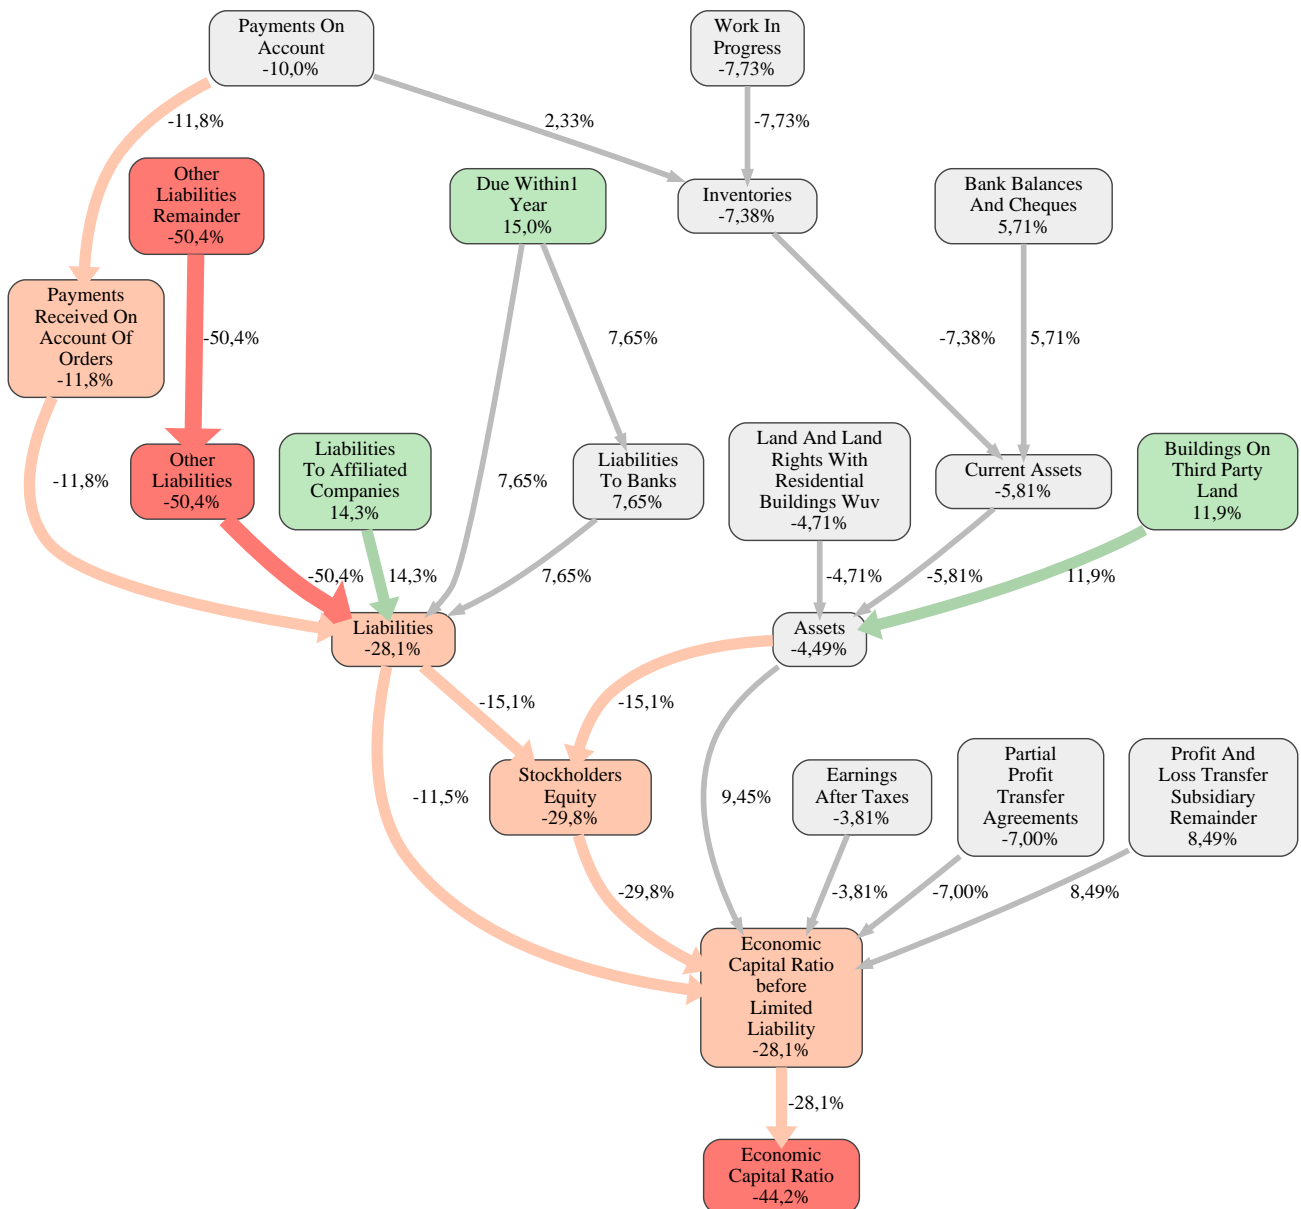 Payments On
Account
-10,0%
Work In
Progress
-7,73%
-11,8%
2,33%
-7,73%
Other
Liabilities
Remainder
-50,4%
Due Within1
Year
15,0%
Inventories
-7,38%
Bank Balances
And Cheques
5,71%
Payments
Received On
Account Of
Orders
-11,8%
-50,4%
7,65%
-7,38%
5,71%
-11,8%
Other
Liabilities
-50,4%
Liabilities
To Affiliated
Companies
14,3%
7,65%
Liabilities
To Banks
7,65%
Land And Land
Rights With
Residential
Buildings Wuv
-4,71%
Current Assets
-5,81%
Buildings On
Third Party
Land
11,9%
-50,4%
14,3%
7,65%
-4,71%
-5,81%
11,9%
Liabilities
-28,1%
Assets
-4,49%
-15,1%
-15,1%
-11,5%
Stockholders
Equity
-29,8%
9,45%
Earnings
After Taxes
-3,81%
Partial
Profit
Transfer
Agreements
-7,00%
Profit And
Loss Transfer
Subsidiary
Remainder
8,49%
-29,8%
-3,81%
-7,00%
8,49%
Economic
Capital Ratio
before
Limited
Liability
-28,1%
-28,1%
Economic
Capital Ratio
-44,2%